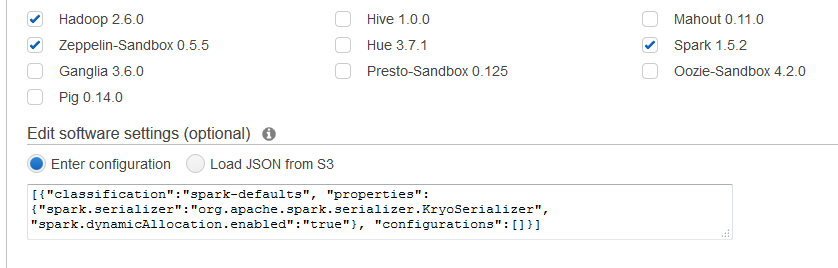 Hadoop 2.6.0 Hive 1.0.0 Mahout 0.11.0
Zeppelin-Sandbox 0.5.5 Hue 3.7.1 Spark 1.5.2
Ganglia 3.6.0 Presto-Sandbox 0.125 Oozie-Sandbox 4.2.0
Pig 0.14.0
Edit software settings (optional)
Enter configuration Load JSON from S3
[{"classification":"spark-defaults", "properties":
{"spark.serializer":"org.apache.spark.serializer.KryoSerializer",
"spark.dynamicAllocation.enabled":"true"}, "configurations":[]}]